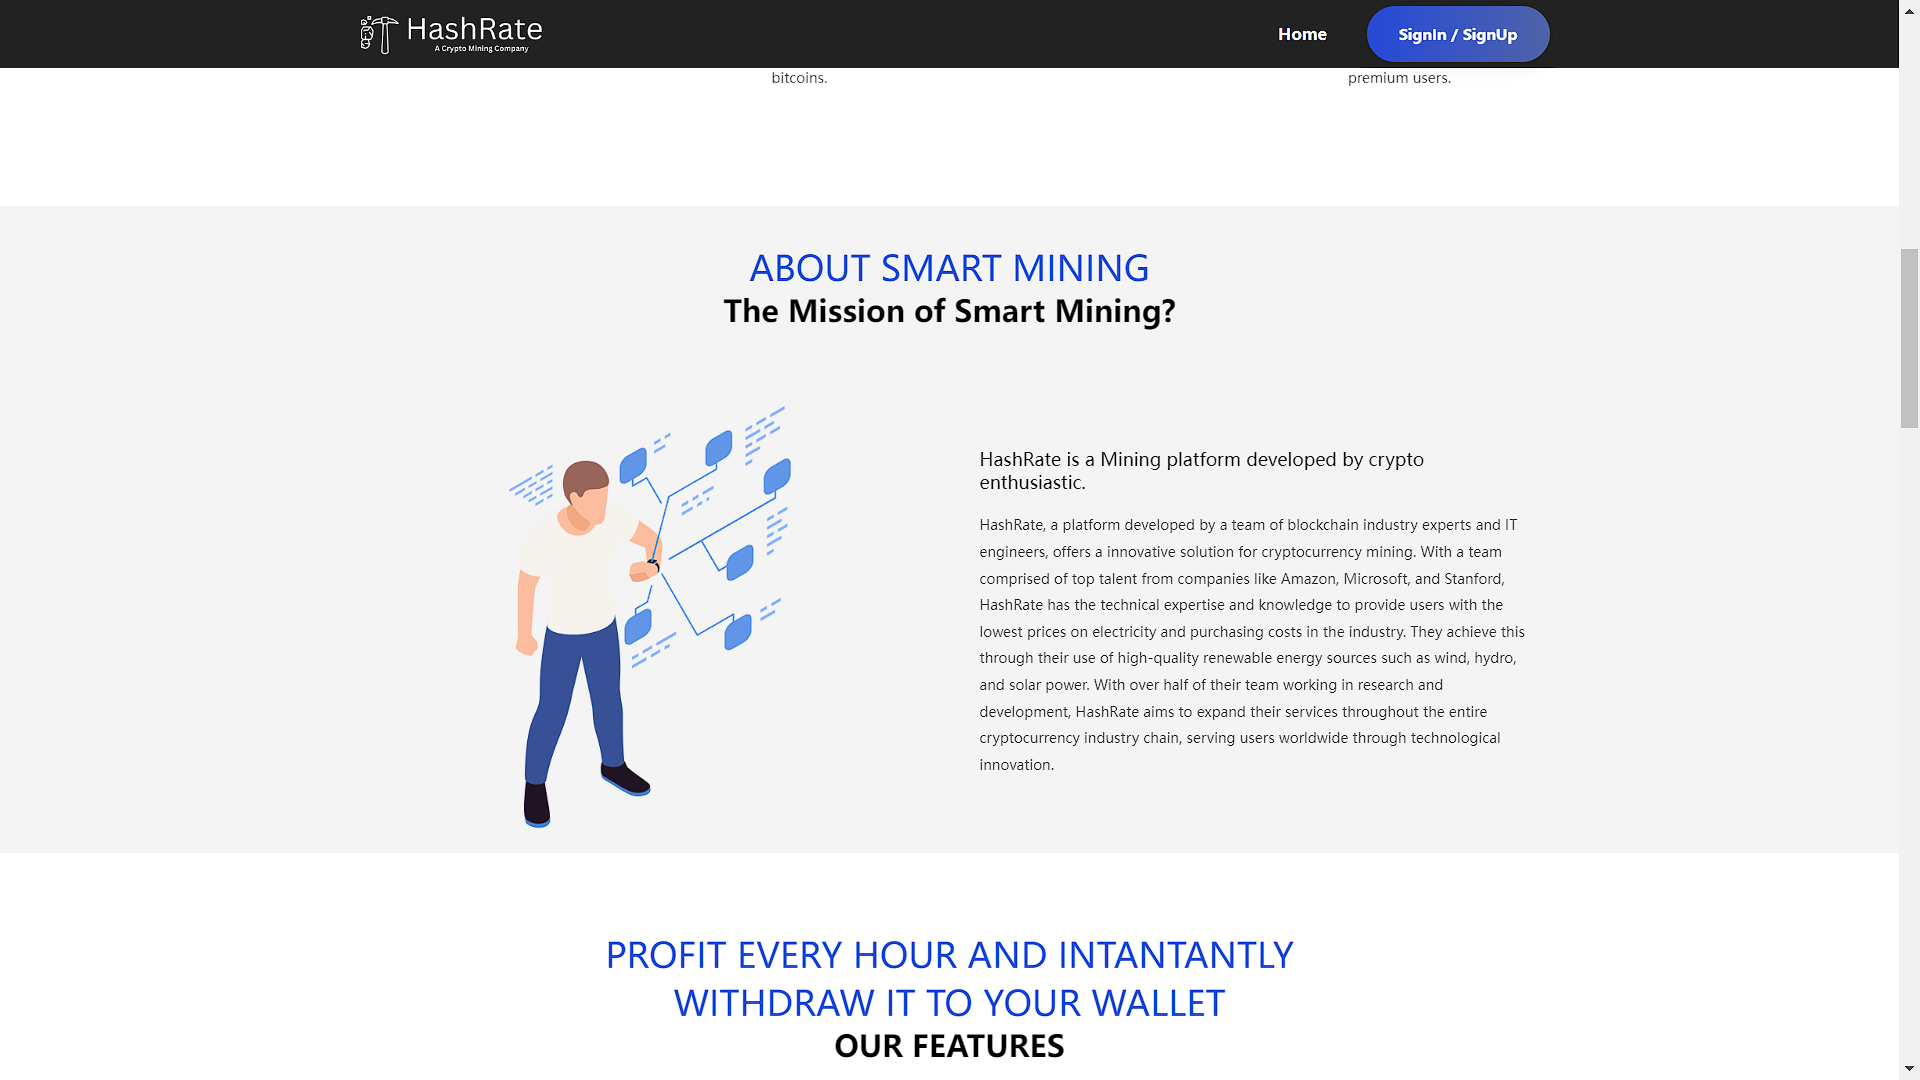 HashRate
A Crypto Mining Company
Home
SignIn / SignUp
bitcoins.
premium users.
ABOUT SMART MINING
The Mission of Smart Mining?
HashRate is a Mining platform developed by crypto
enthusiastic.
HashRate, a platform developed by a team of blockchain industry experts and IT
engineers, offers a innovative solution for cryptocurrency mining. With a team
comprised of top talent from companies like Amazon, Microsoft, and Stanford,
HashRate has the technical expertise and knowledge to provide users with the
lowest prices on electricity and purchasing costs in the industry. They achieve this
through their use of high-quality renewable energy sources such as wind, hydro,
and solar power. With over half of their team working in research and
development, HashRate aims to expand their services throughout the entire
cryptocurrency industry chain, serving users worldwide through technological
innovation.
PROFIT EVERY HOUR AND INTANTANTLY
WITHDRAW IT TO YOUR WALLET
OUR FEATURES